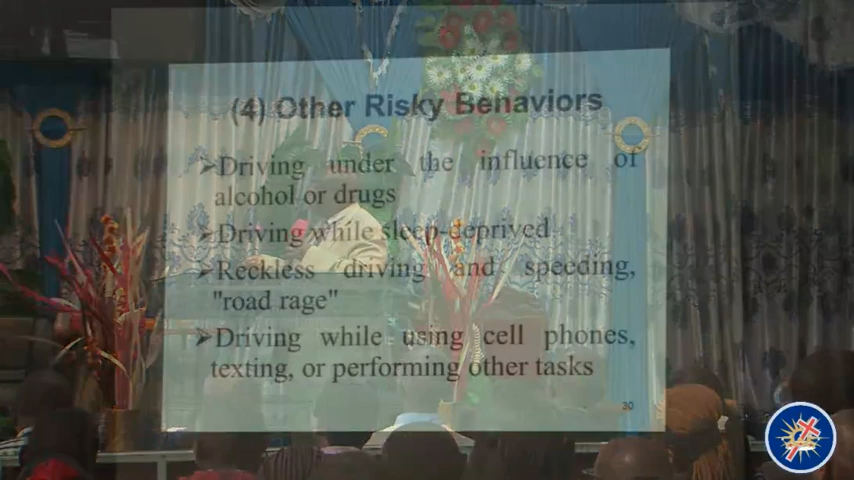 (4) Other Risky Behaviors
➢Driving under the influence of
alcohol or drugs
➢Driving while sleep-deprived
➢Reckless driving and speeding,
"road rage"
➢Driving while using cell phones,
texting, or performing other tasks
30